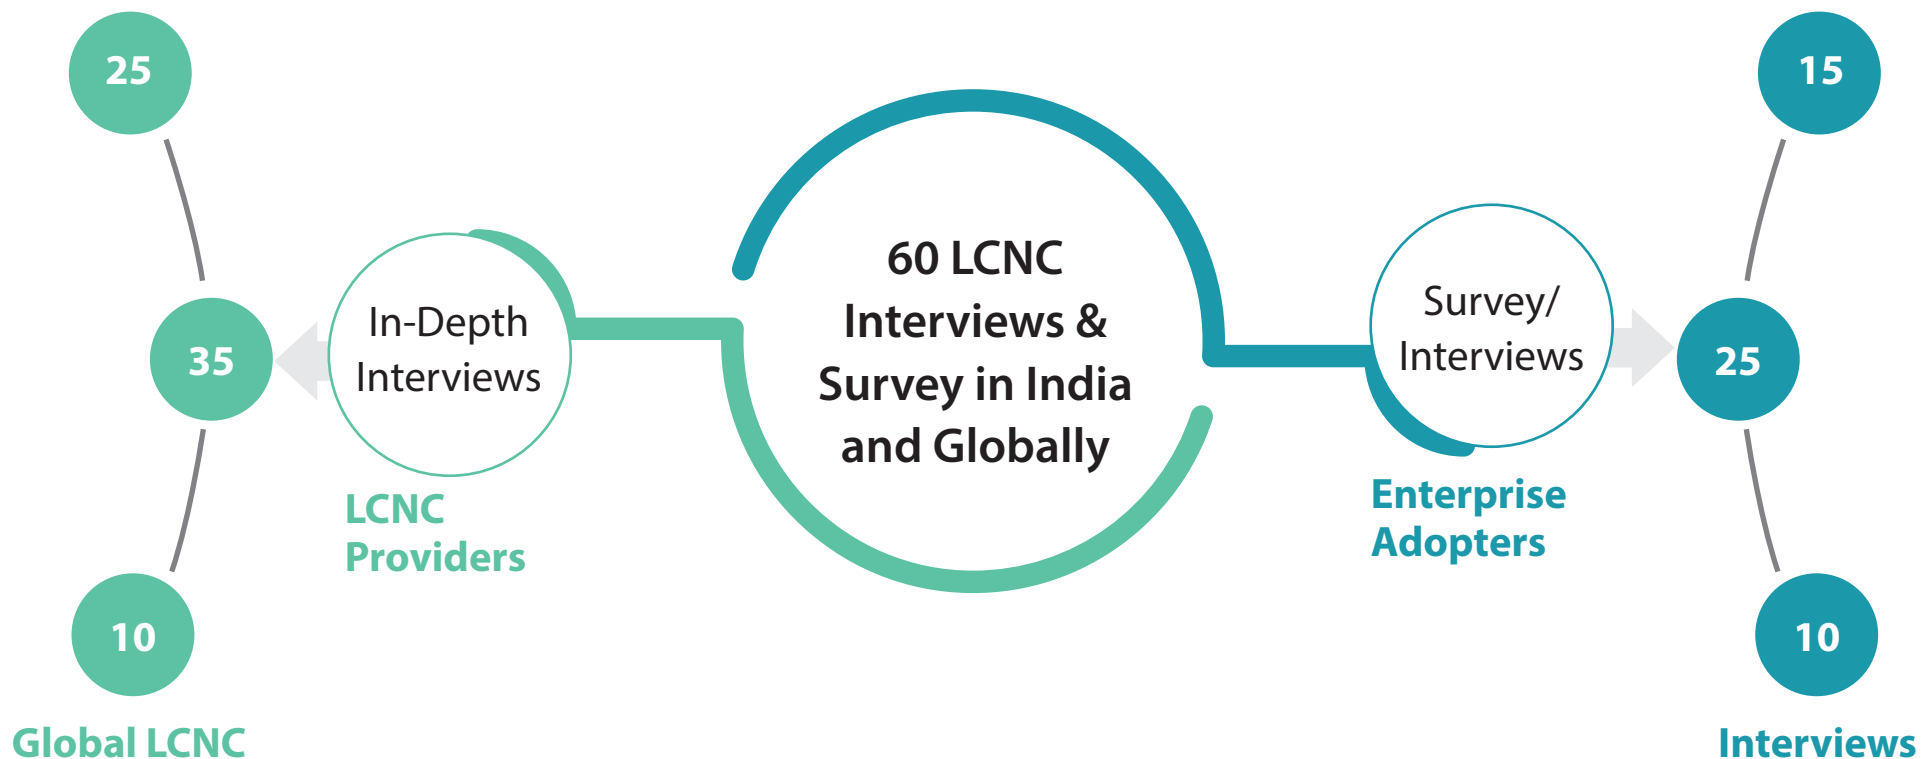 25
35
10
Global LCNC
In-Depth
Interviews
LCNC
Providers
60 LCNC
Interviews &
Survey in India
and Globally
Survey/
Interviews
Enterprise
Adopters
15
25
10
Interviews